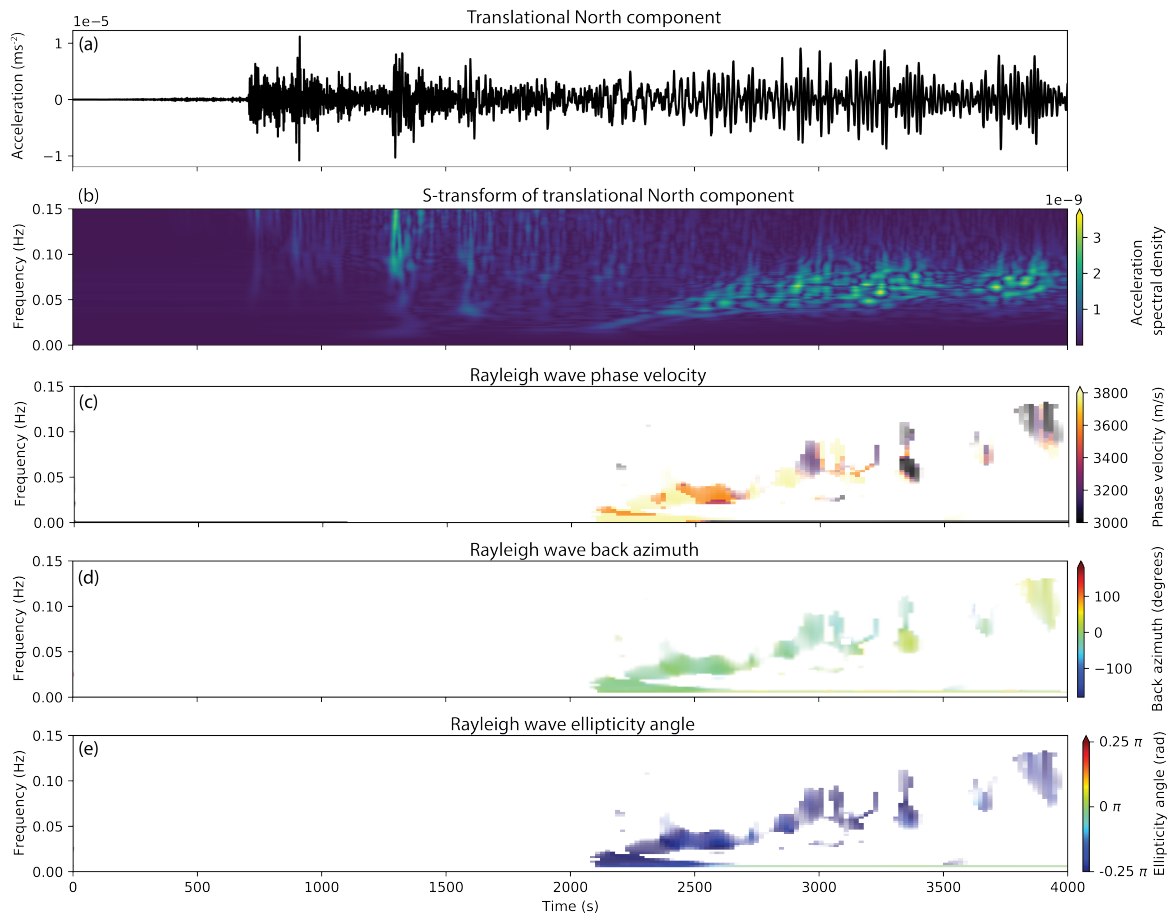 Translational North component
1e−5
(a)
1
0
−1
Acceleration (ms-2)
S-transform of translational North component
(b)
1e−9
0.15
0.10
0.05
0.00
Frequency (Hz)
3
2
1
Acceleration
spectral density
0
500
1000
1500
2000
2500
3000
3500
4000
Time (s)
Rayleigh wave phase velocity
(c)
0.15
0.10
0.05
0.00
Frequency (Hz)
3800
3600
3400
3200
3000
Phase velocity (m/s)
Rayleigh wave back azimuth
(d)
0.15
0.10
0.05
0.00
Frequency (Hz)
100
0
−100
Back azimuth (degrees)
Rayleigh wave ellipticity angle
(e)
0.15
0.10
0.05
0.00
Frequency (Hz)
0.25 π
0 π
-0.25 π
Ellipticity angle (rad)